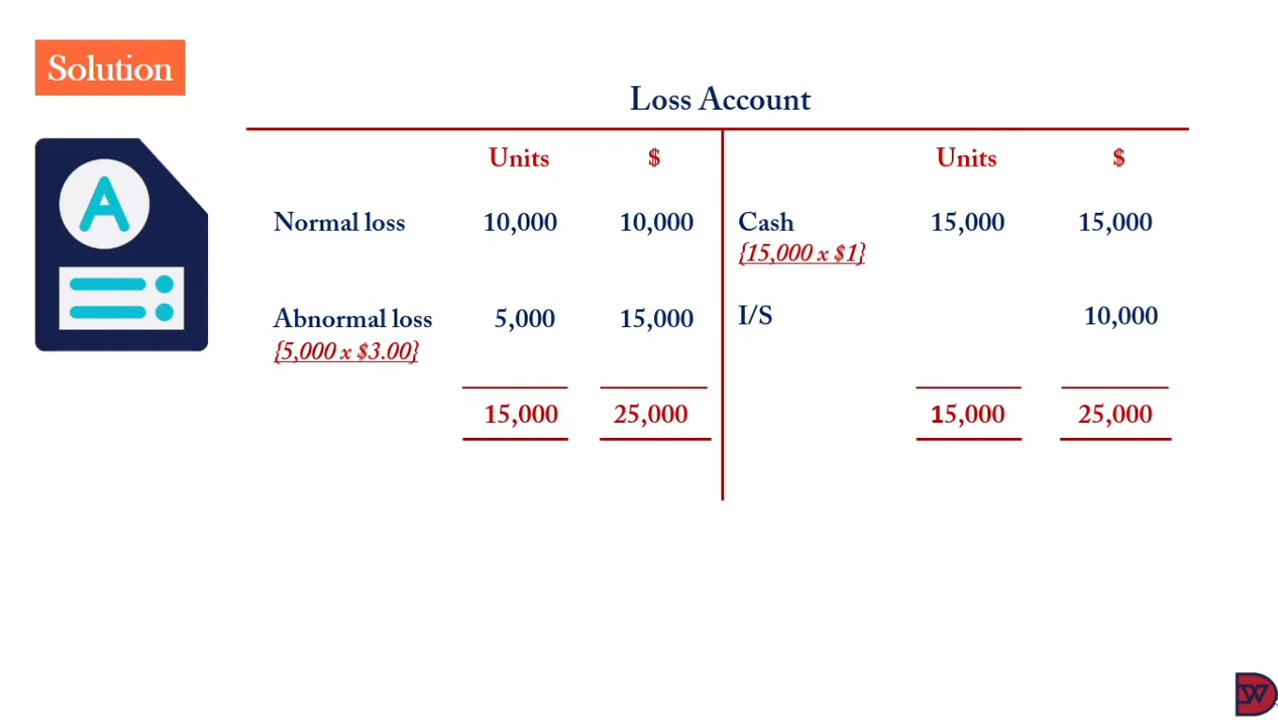 Solution
Loss Account
Units $ Units $
Normal loss 10,000 10,000 Cash 15,000 15,000
{15,000 x $1}
Abnormal loss 5,000 15,000 I/S 10,000
{5,000 x $3.00}
15,000 25,000 15,000 25,000
A
W